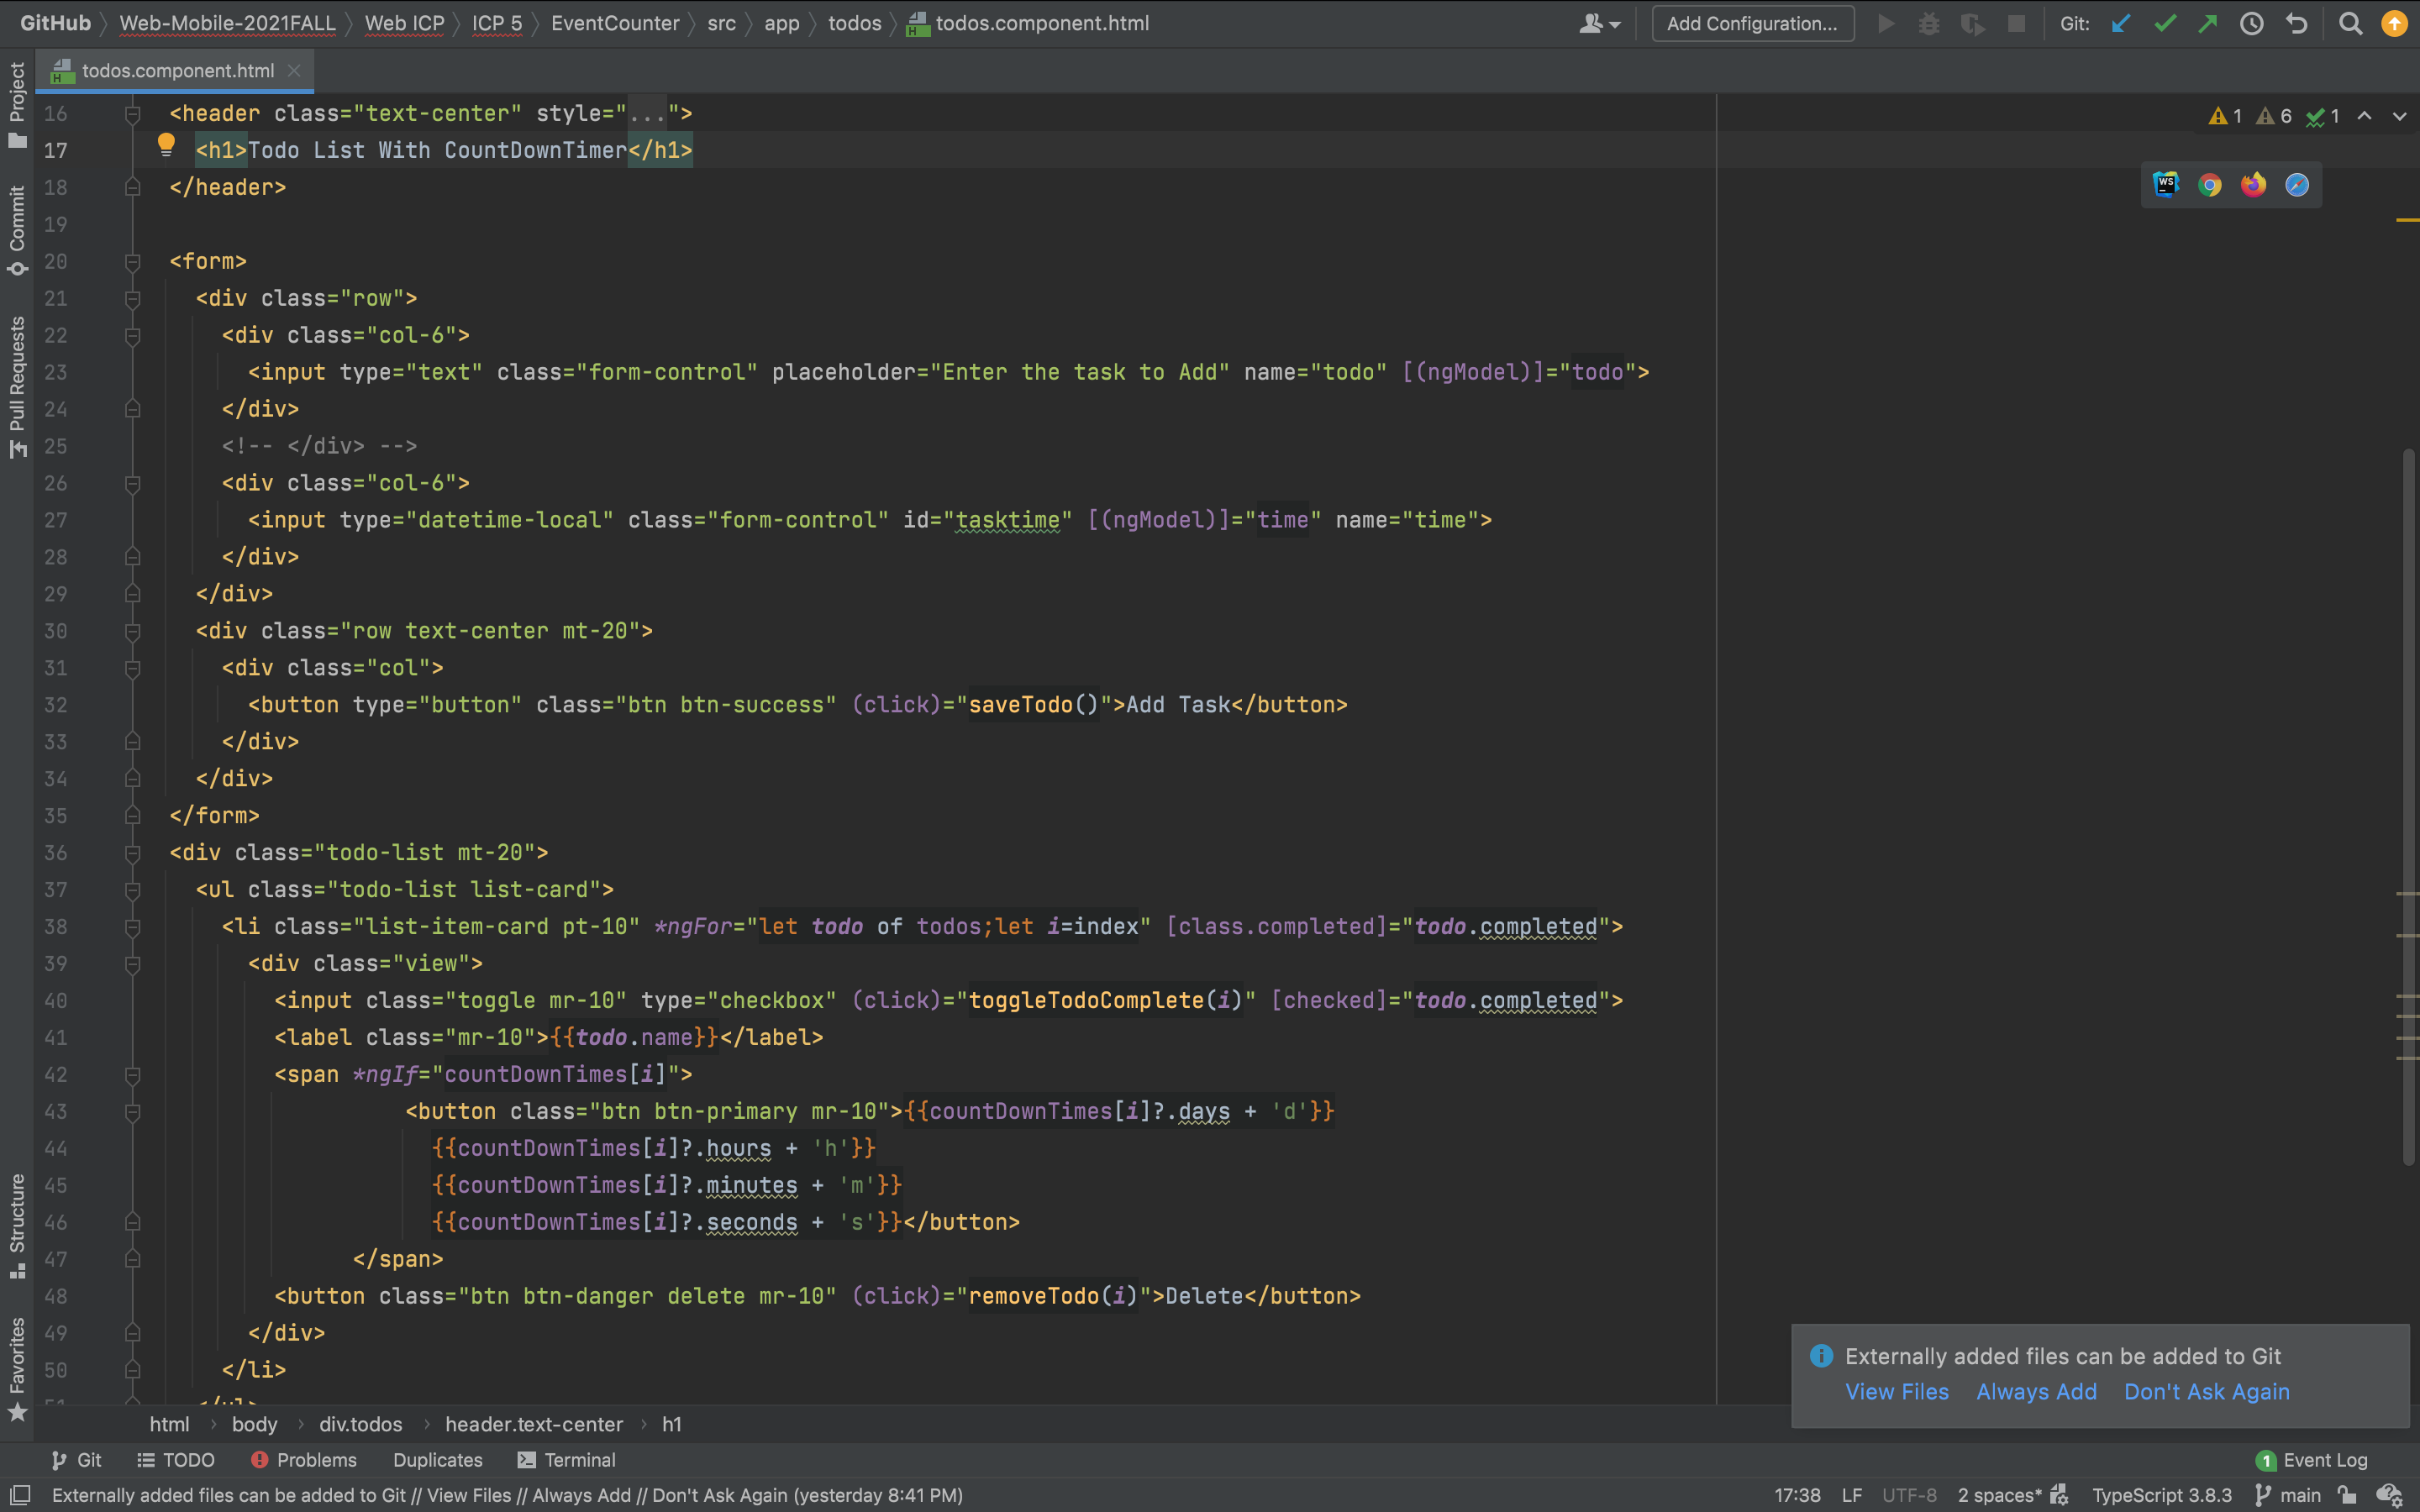 GitHub Web-Mobile-2021FALL Web ICP ICP 5 EventCounter src app todos todos.component.html Add Configuration... Git:
todos.component.html
Project
Commit
Pull Requests
Structure
Favorites
1 6 1
16 <header class="text-center" style="...">
17 <h1>Todo List With CountDownTimer</h1>
18 </header>
19
20 <form>
21 <div class="row">
22 <div class="col-6">
23 <input type="text" class="form-control" placeholder="Enter the task to Add" name="todo" [(ngModel)]="todo">
24 </div>
25 <!-- </div> -->
26 <div class="col-6">
27 <input type="datetime-local" class="form-control" id="tasktime" [(ngModel)]="time" name="time">
28 </div>
29 </div>
30 <div class="row text-center mt-20">
31 <div class="col">
32 <button type="button" class="btn btn-success" (click)="saveTodo()">Add Task</button>
33 </div>
34 </div>
35 </form>
36 <div class="todo-list mt-20">
37 <ul class="todo-list list-card">
38 <li class="list-item-card pt-10" *ngFor="let todo of todos;let i=index" [class.completed]="todo.completed">
39 <div class="view">
40 <input class="toggle mr-10" type="checkbox" (click)="toggleTodoComplete(i)" [checked]="todo.completed">
41 <label class="mr-10">{{todo.name}}</label>
42 <span *ngIf="countDownTimes[i]">
43 <button class="btn btn-primary mr-10">{{countDownTimes[i]?.days + 'd'}}
44 {{countDownTimes[i]?.hours + 'h'}}
45 {{countDownTimes[i]?.minutes + 'm'}}
46 {{countDownTimes[i]?.seconds + 's'}}</button>
47 </span>
48 <button class="btn btn-danger delete mr-10" (click)="removeTodo(i)">Delete</button>
49 </div>
50 </li>
51 </ul>
WS
Externally added files can be added to Git
View Files Always Add Don't Ask Again
html body div.todos header.text-center h1
Git TODO Problems Duplicates Terminal 1 Event Log
Externally added files can be added to Git // View Files // Always Add // Don't Ask Again (yesterday 8:41 PM) 17:38 LF UTF-8 2 spaces* TypeScript 3.8.3 main